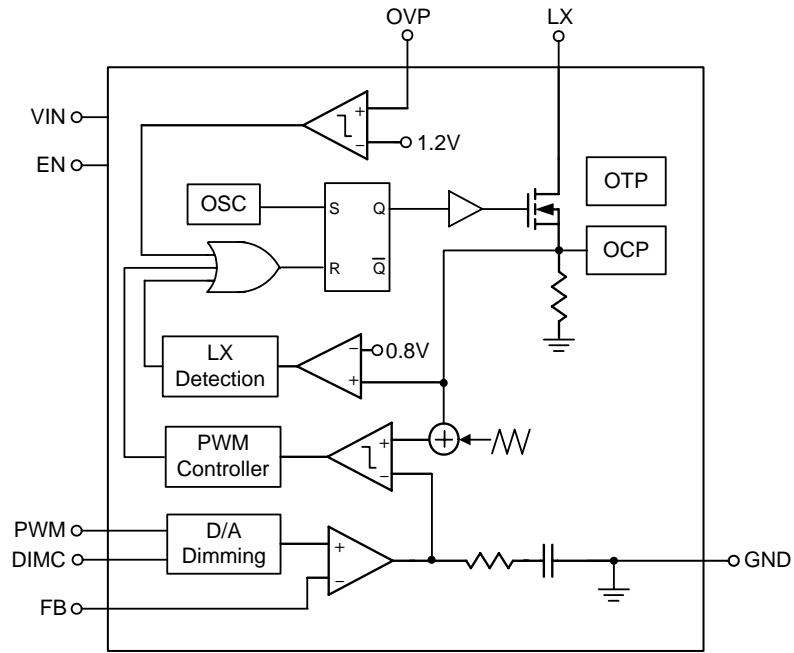 OVP
LX
VIN
EN
+
−
1.2V
OTP
OSC
S
Q
R
Q̅
OCP
LX
Detection
−
+
0.8V
PWM
Controller
+
−
+
PWM
DIMC
D/A
Dimming
+
−
FB
GND